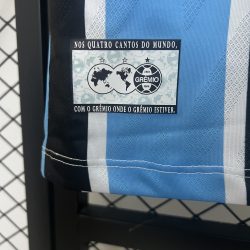 NOS QUATRO CANTOS DO MUNDO,
GRÊMIO
COM O GRÊMIO ONDE O GRÊMIO ESTIVER.